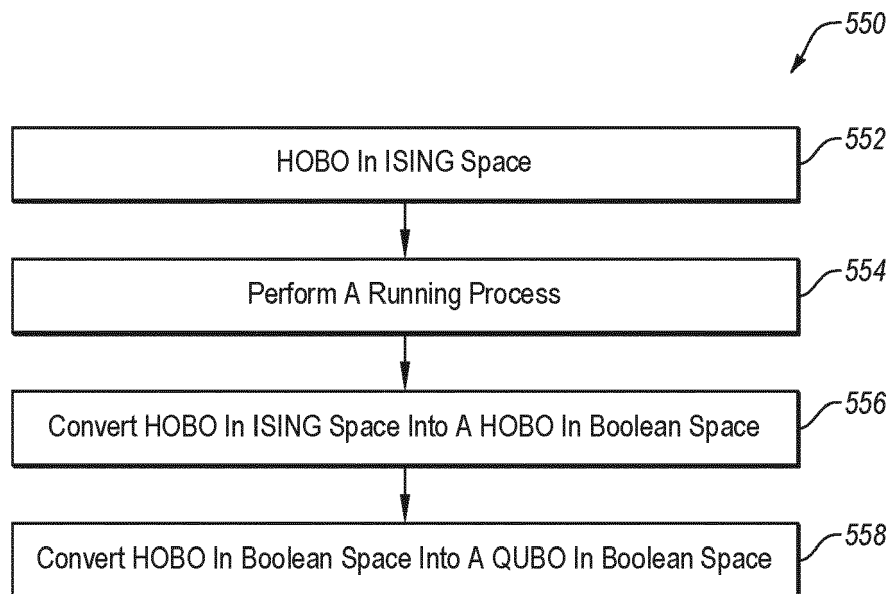 550
HOBO In ISING Space
552
Perform A Running Process
554
Convert HOBO In ISING Space Into A HOBO In Boolean Space
556
Convert HOBO In Boolean Space Into A QUBO In Boolean Space
558